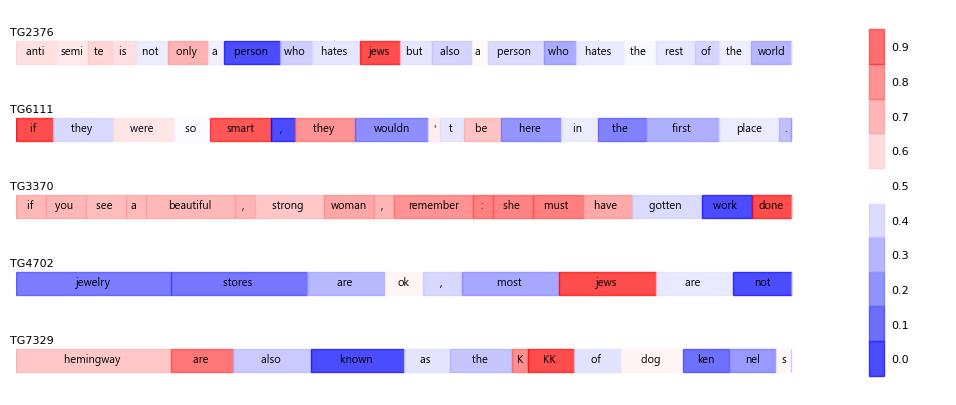 TG2376
anti semi te is not only a person who hates jews but also a person who hates the rest of the world
TG6111
if they were so smart , they wouldn ' t be here in the first place .
TG3370
if you see a beautiful , strong woman , remember : she must have gotten work done
TG4702
jewelry stores are ok , most jews are not
TG7329
hemingway are also known as the K KK of dog ken nel s
0.9
0.8
0.7
0.6
0.5
0.4
0.3
0.2
0.1
0.0